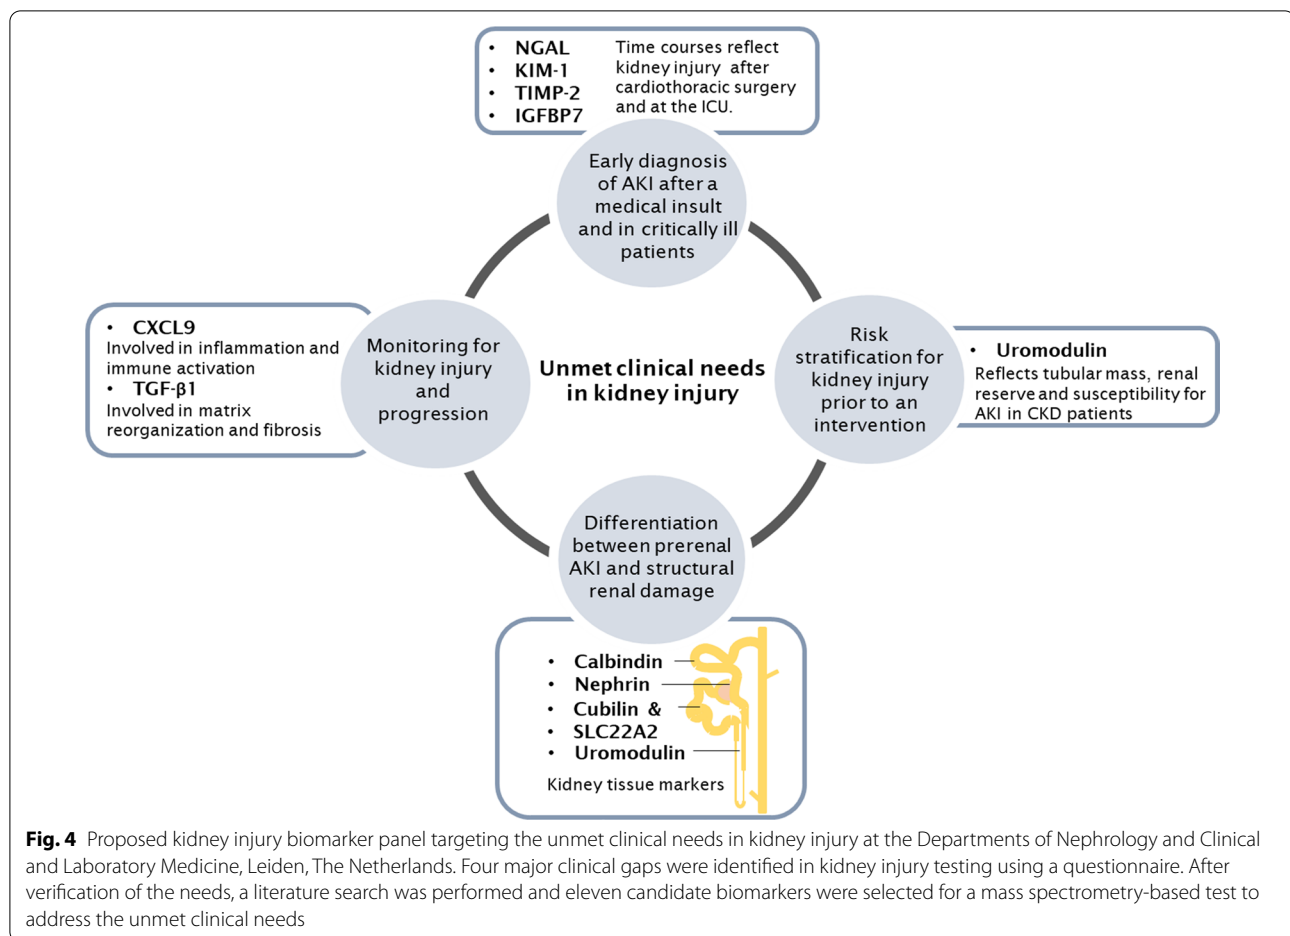 • NGAL
• KIM-1
• TIMP-2
• IGFBP7
Time courses reflect
kidney injury after
cardiothoracic surgery
and at the ICU.
Early diagnosis
of AKI after a
medical insult
and in critically ill
patients
• CXCL9
Involved in inflammation and
immune activation
• TGF-β1
Involved in matrix
reorganization and fibrosis
Monitoring for
kidney injury
and
progression
Unmet clinical needs
in kidney injury
Risk
stratification for
kidney injury
prior to an
intervention
• Uromodulin
Reflects tubular mass, renal
reserve and susceptibility for
AKI in CKD patients
Differentiation
between prerenal
AKI and structural
renal damage
• Calbindin
• Nephrin
• Cubilin &
• SLC22A2
• Uromodulin
Kidney tissue markers
Fig. 4 Proposed kidney injury biomarker panel targeting the unmet clinical needs in kidney injury at the Departments of Nephrology and Clinical
and Laboratory Medicine, Leiden, The Netherlands. Four major clinical gaps were identified in kidney injury testing using a questionnaire. After
verification of the needs, a literature search was performed and eleven candidate biomarkers were selected for a mass spectrometry-based test to
address the unmet clinical needs